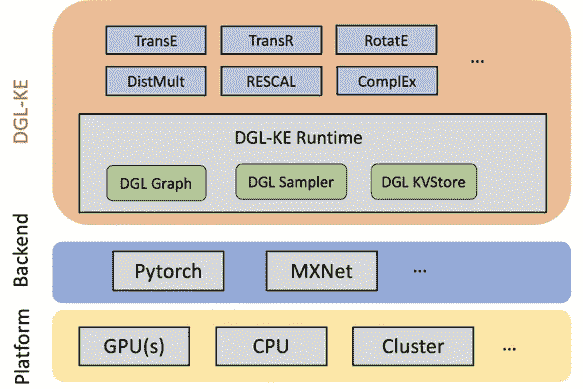 DGL-KE
TransE
TransR
RotatE
...
DistMult
RESCAL
ComplEx
DGL-KE Runtime
DGL Graph
DGL Sampler
DGL KVStore
Backend
Pytorch
MXNet
...
Platform
GPU(s)
CPU
Cluster
...